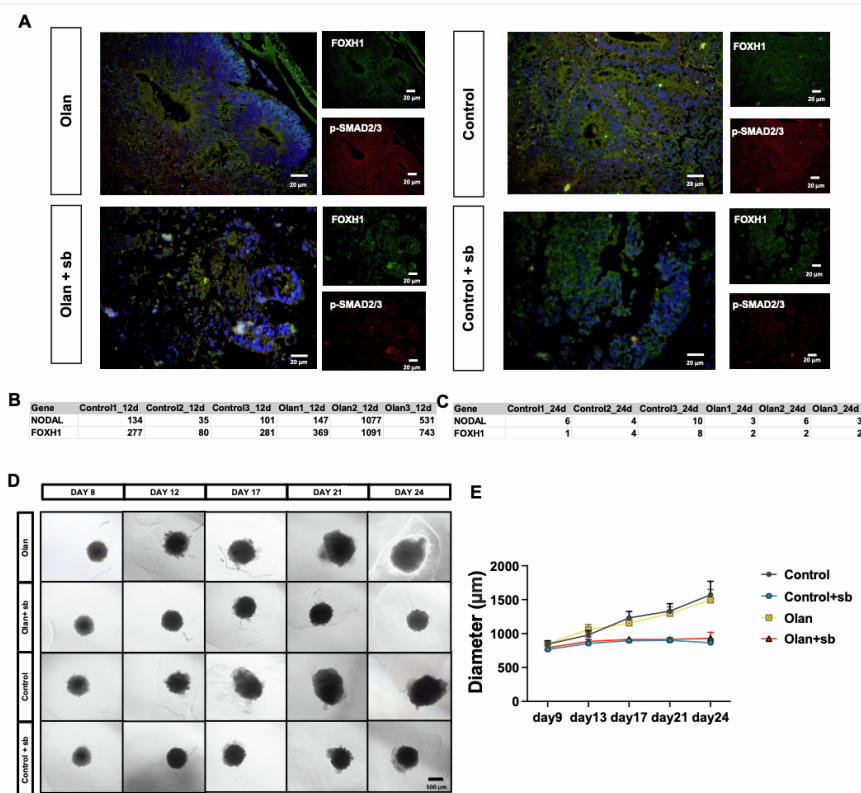 A
Olan
FOXH1
20 µm
p-SMAD2/3
20 µm
20 µm
Control
FOXH1
20 µm
p-SMAD2/3
20 µm
20 µm
Olan + sb
FOXH1
20 µm
p-SMAD2/3
20 µm
20 µm
Control + sb
FOXH1
20 µm
p-SMAD2/3
20 µm
20 µm
B
Gene Control1_12d Control2_12d Control3_12d Olan1_12d Olan2_12d Olan3_12d
NODAL 134 35 101 147 1077 531
FOXH1 277 80 281 369 1091 743
C
Gene Control1_24d Control2_24d Control3_24d Olan1_24d Olan2_24d Olan3_24d
NODAL 6 4 10 3 6 3
FOXH1 1 4 8 2 2 2
D
DAY 8 DAY 12 DAY 17 DAY 21 DAY 24
Olan
Olan+ sb
Control
Control + sb
500 µm
E
Diameter (µm)
2000
1500
1000
500
0
day9 day13 day17 day21 day24
Control
Control+sb
Olan
Olan+sb